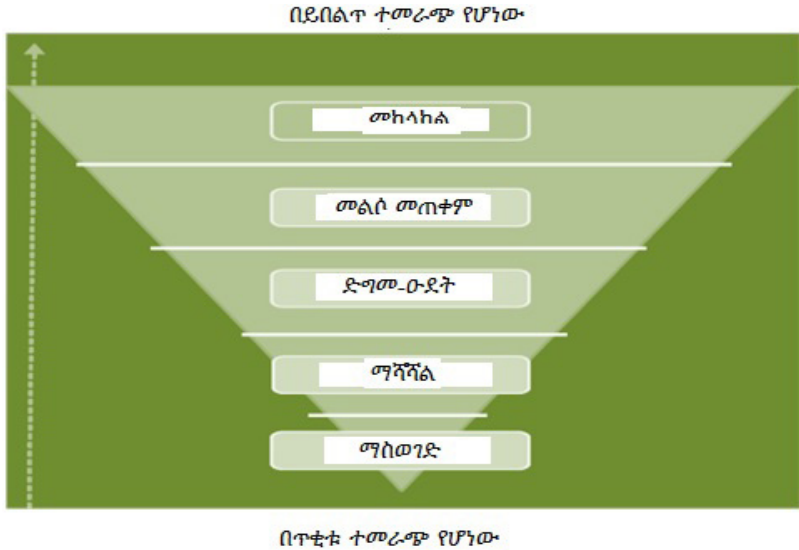 በይበልጥ ተመራጭ የሆነው
መከላከል
መልሶ መጠቀም
ድግመ-ዑደት
ማሻሻል
ማስወገድ
በጥቂቱ ተመራጭ የሆነው